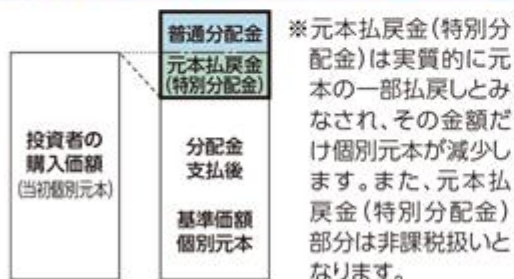 普通分配金
元本払戻金
(特別分配金)
投資者の
購入価額
(当初個別元本)
分配金
支払後
基準価額
個別元本
※元本払戻金(特別分
配金)は実質的に元
本の一部払戻しとみ
なされ、その金額だ
け個別元本が減少し
ます。また、元本払
戻金(特別分配金)
部分は非課税扱いと
なります。